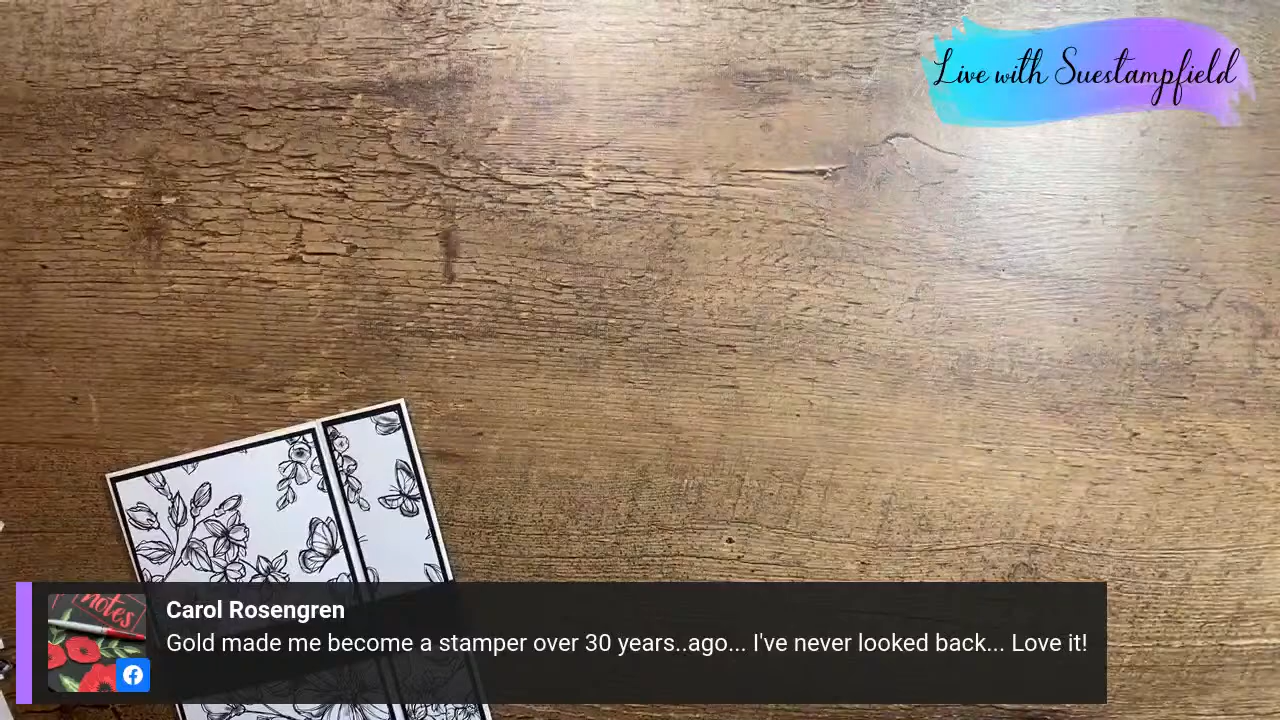 Live with Suestampfield
notes
Carol Rosengren
Gold made me become a stamper over 30 years..ago... I've never looked back... Love it!